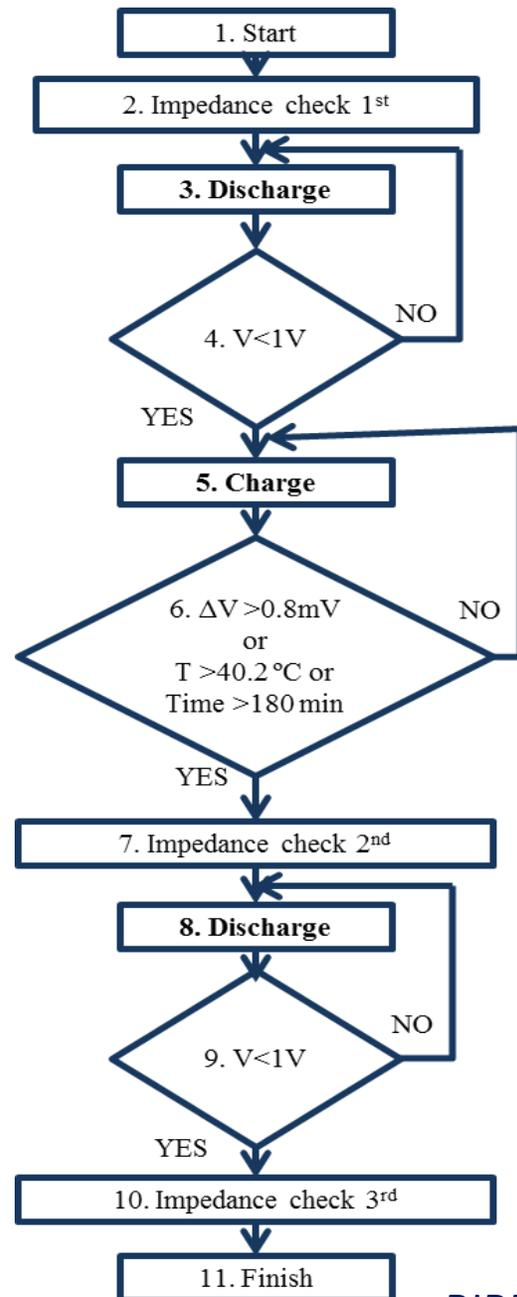 1. Start
2. Impedance check 1st
3. Discharge
NO
4. V<1V
YES
5. Charge
NO
6. ΔV >0.8mV
or
T >40.2 ºC or
Time >180 min
YES
7. Impedance check 2nd
8. Discharge
NO
9. V<1V
YES
10. Impedance check 3rd
11. Finish